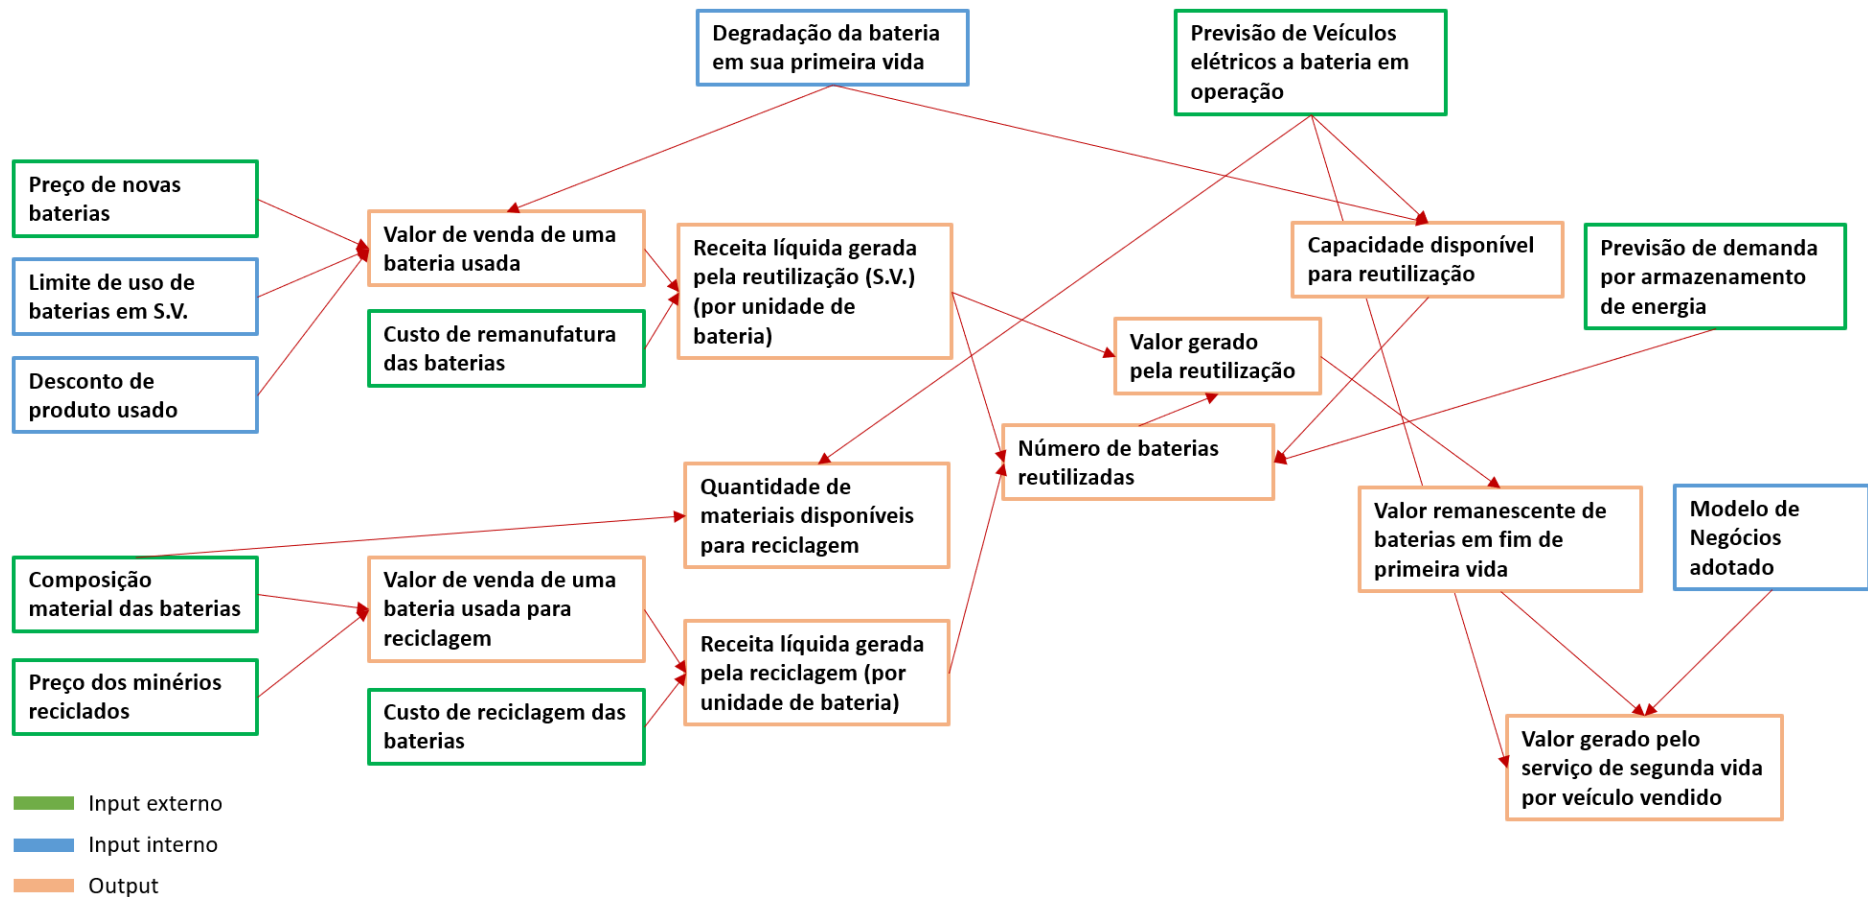 Degradação da bateria
em sua primeira vida
Previsão de Veículos
elétricos a bateria em
operação
Preço de novas
baterias
Limite de uso de
baterias em S.V.
Desconto de
produto usado
Valor de venda de uma
bateria usada
Custo de remanufatura
das baterias
Receita líquida gerada
pela reutilização (S.V.)
(por unidade de
bateria)
Capacidade disponível
para reutilização
Previsão de demanda
por armazenamento
de energia
Valor gerado
pela reutilização
Número de baterias
reutilizadas
Quantidade de
materiais disponíveis
para reciclagem
Valor remanescente de
baterias em fim de
primeira vida
Modelo de
Negócios
adotado
Composição
material das baterias
Preço dos minérios
reciclados
Valor de venda de uma
bateria usada para
reciclagem
Custo de reciclagem das
baterias
Receita líquida gerada
pela reciclagem (por
unidade de bateria)
Valor gerado pelo
serviço de segunda vida
por veículo vendido
Input externo
Input interno
Output